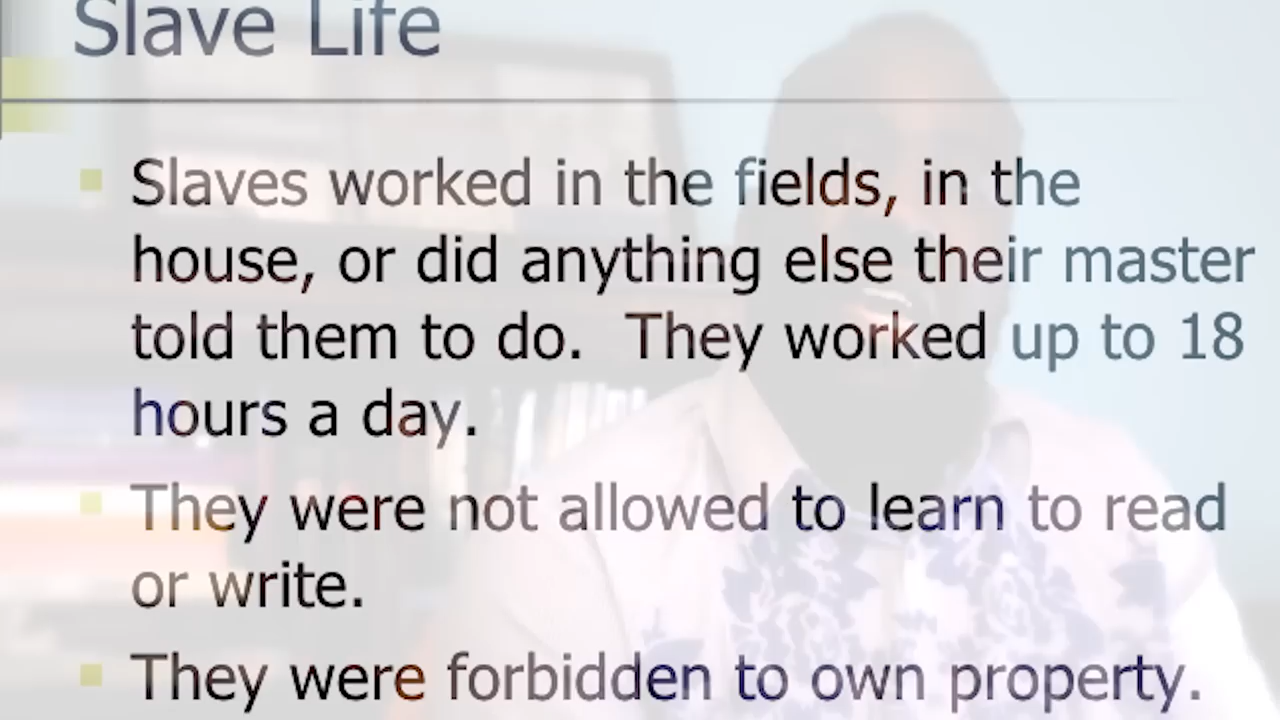 Slave Life
Slaves worked in the fields, in the
house, or did anything else their master
told them to do.  They worked up to 18
hours a day.
They were not allowed to learn to read
or write.
They were forbidden to own property.